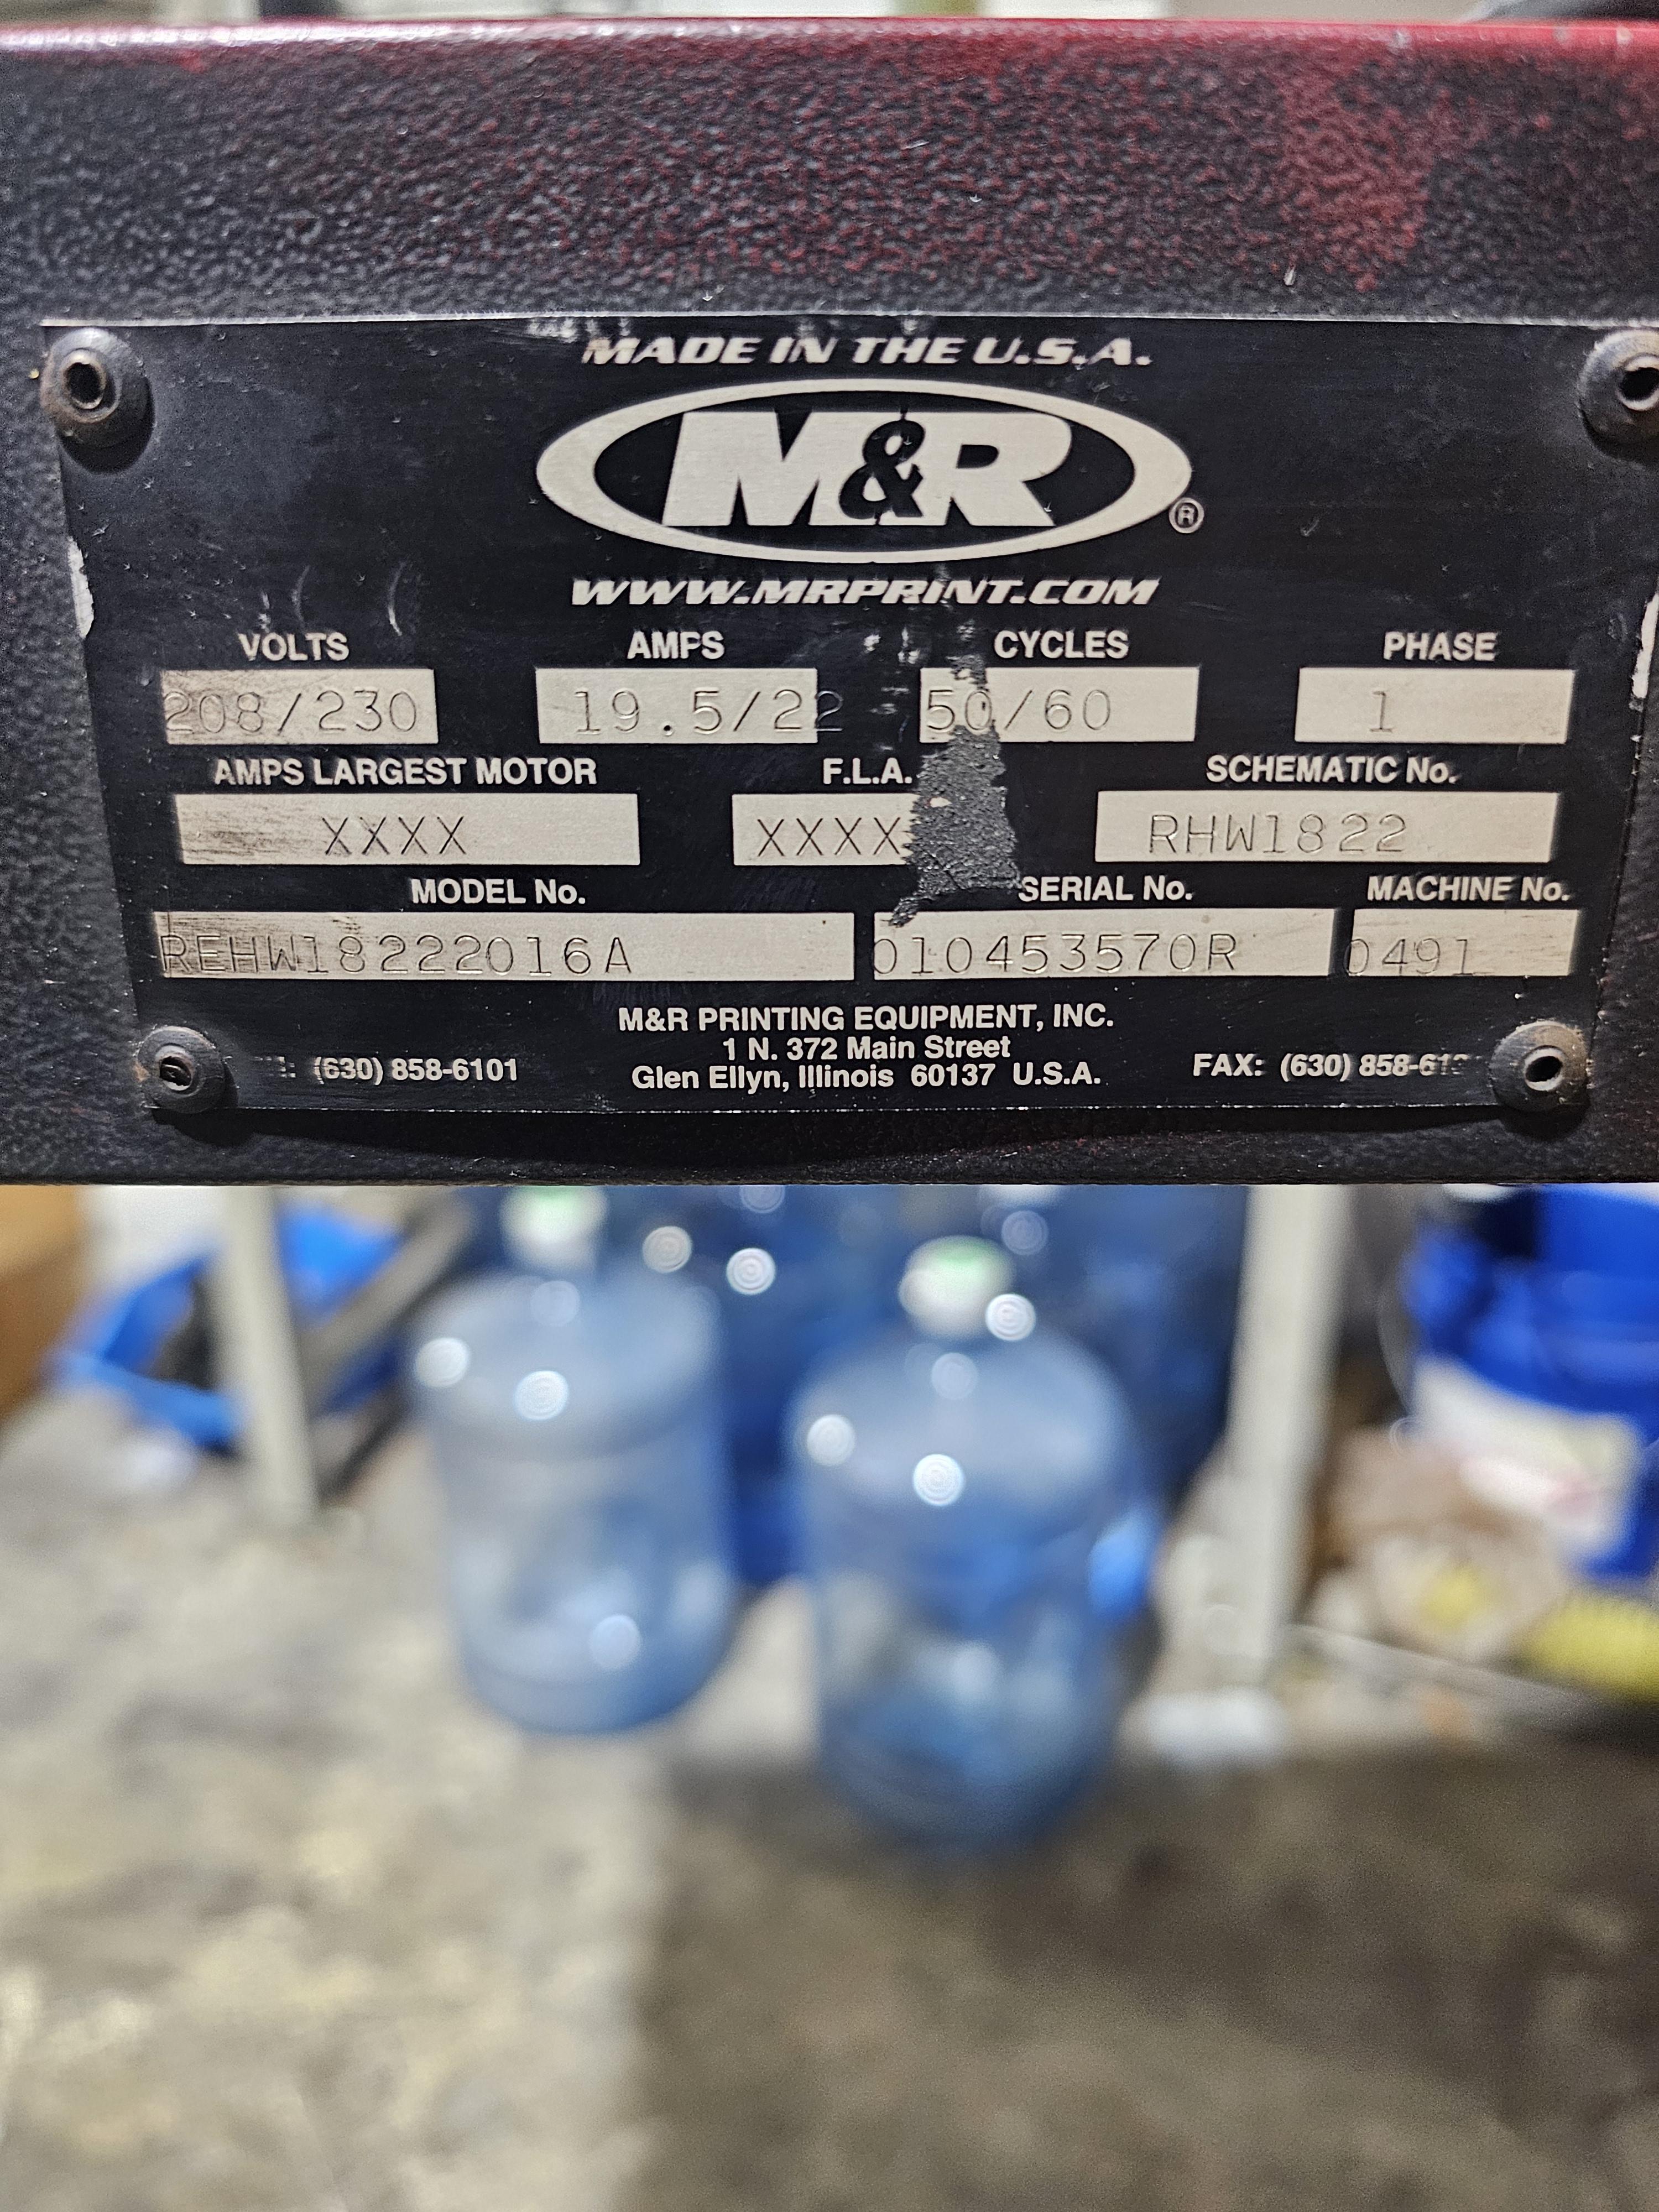 MADE IN THE U.S.A.
M&R®
WWW.MRPRINT.COM
VOLTS AMPS CYCLES PHASE
208/230 19.5/22 50/60 1
AMPS LARGEST MOTOR F.L.A. SCHEMATIC No.
XXXX XXXX RHW1822
MODEL No. SERIAL No. MACHINE No.
REHW18222016A 010453570R 0491
M&R PRINTING EQUIPMENT, INC.
1 N. 372 Main Street
(630) 858-6101 Glen Ellyn, Illinois 60137 U.S.A. FAX: (630)